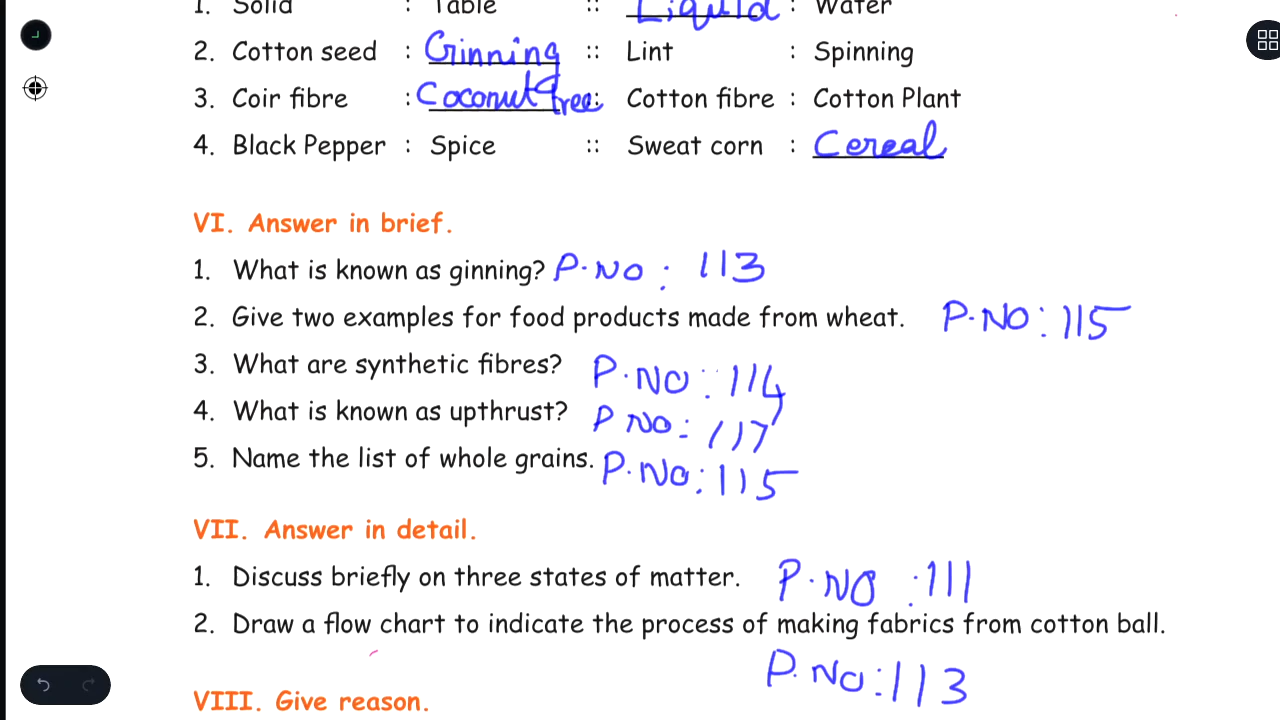 1. Solid : Table :: Liquid : Water
2. Cotton seed : Ginning :: Lint : Spinning
3. Coir fibre : Coconut Tree :: Cotton fibre : Cotton Plant
4. Black Pepper : Spice :: Sweat corn : Cereal
VI. Answer in brief.
1. What is known as ginning? P.NO : 113
2. Give two examples for food products made from wheat. P.NO : 115
3. What are synthetic fibres? P.NO : 114
4. What is known as upthrust? P NO : 117
5. Name the list of whole grains. P.NO : 115
VII. Answer in detail.
1. Discuss briefly on three states of matter. P.NO : 111
2. Draw a flow chart to indicate the process of making fabrics from cotton ball.
P.NO : 113
VIII. Give reason.